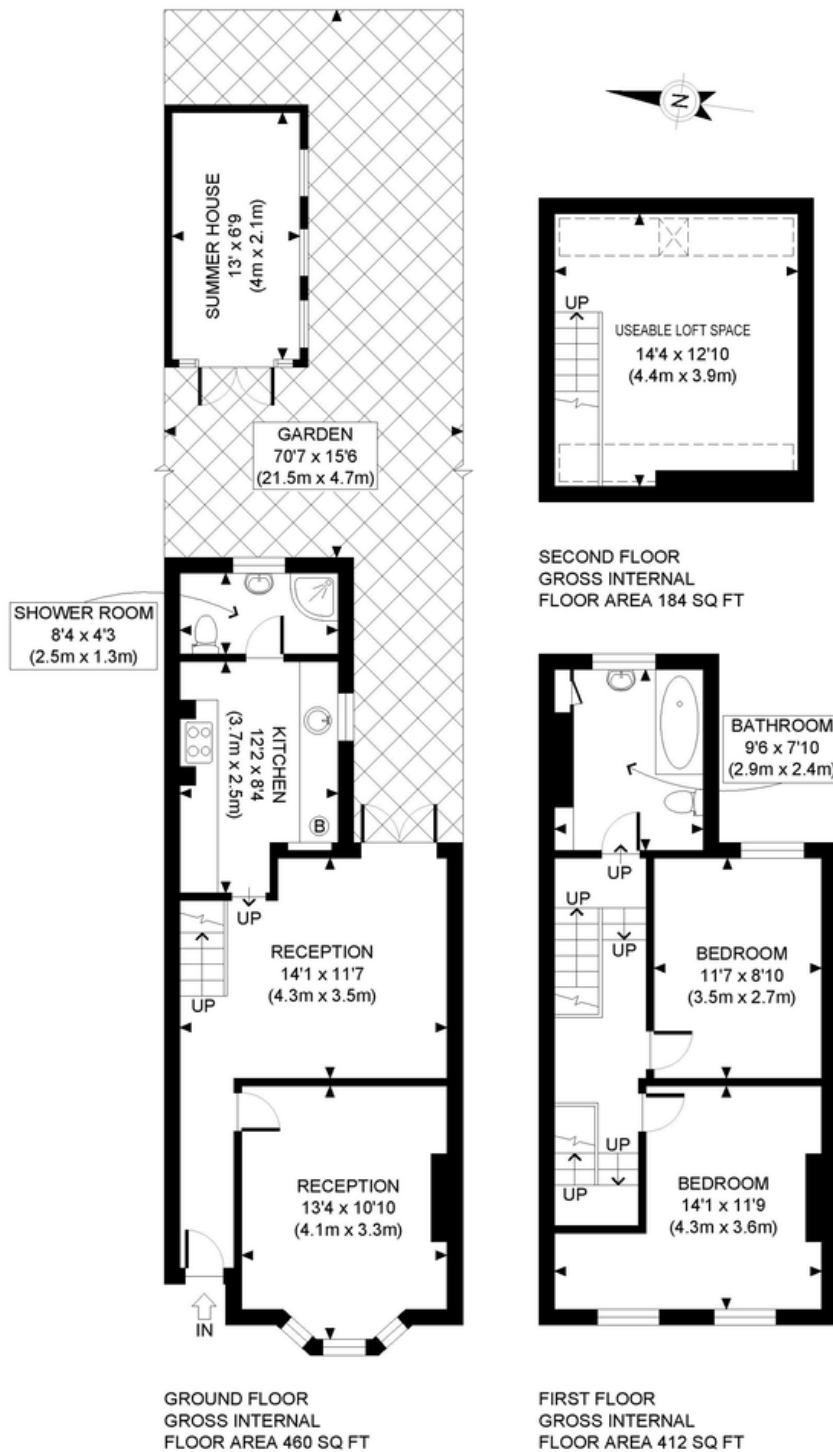 SUMMER HOUSE
13' x 6'9
(4m x 2.1m)
N
GARDEN
70'7 x 15'6
(21.5m x 4.7m)
UP
USEABLE LOFT SPACE
14'4 x 12'10
(4.4m x 3.9m)
SECOND FLOOR
GROSS INTERNAL
FLOOR AREA 184 SQ FT
SHOWER ROOM
8'4 x 4'3
(2.5m x 1.3m)
KITCHEN
12'2 x 8'4
(3.7m x 2.5m)
B
UP
RECEPTION
14'1 x 11'7
(4.3m x 3.5m)
UP
RECEPTION
13'4 x 10'10
(4.1m x 3.3m)
IN
GROUND FLOOR
GROSS INTERNAL
FLOOR AREA 460 SQ FT
BATHROOM
9'6 x 7'10
(2.9m x 2.4m)
UP
UP
UP
BEDROOM
11'7 x 8'10
(3.5m x 2.7m)
UP
UP
BEDROOM
14'1 x 11'9
(4.3m x 3.6m)
FIRST FLOOR
GROSS INTERNAL
FLOOR AREA 412 SQ FT